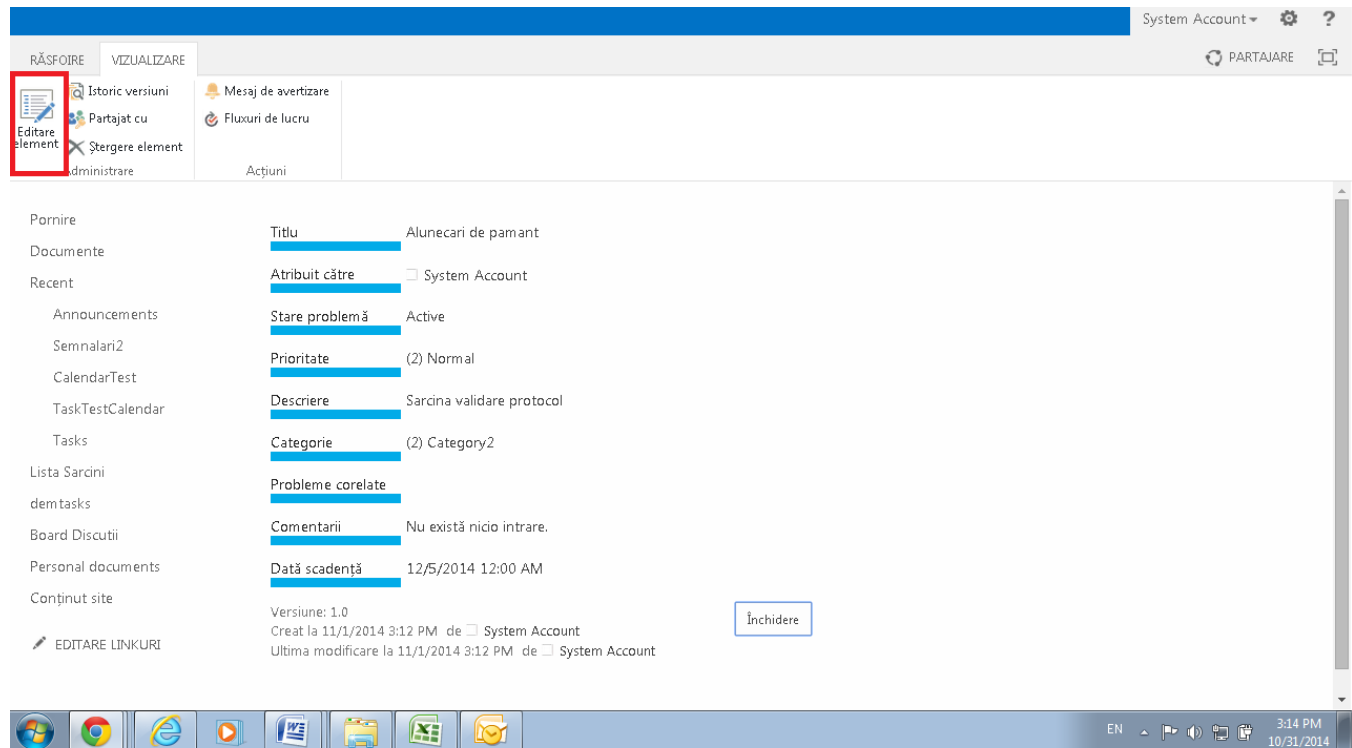 System Account
?
RĂSFOIRE VIZUALIZARE
PARTAJARE
Editare
element
Istoric versiuni
Partajat cu
Ștergere element
Administrare
Mesaj de avertizare
Fluxuri de lucru
Acțiuni
Pornire
Documente
Recent
Announcements
Semnalari2
CalendarTest
TaskTestCalendar
Tasks
Lista Sarcini
demtasks
Board Discutii
Personal documents
Conținut site
EDITARE LINKURI
Titlu Alunecari de pamant
Atribuit către System Account
Stare problemă Active
Prioritate (2) Normal
Descriere Sarcina validare protocol
Categorie (2) Category2
Probleme corelate
Comentarii Nu există nicio intrare.
Dată scadență 12/5/2014 12:00 AM
Versiune: 1.0
Creat la 11/1/2014 3:12 PM de System Account
Ultima modificare la 11/1/2014 3:12 PM de System Account
Închidere
EN
3:14 PM
10/31/2014